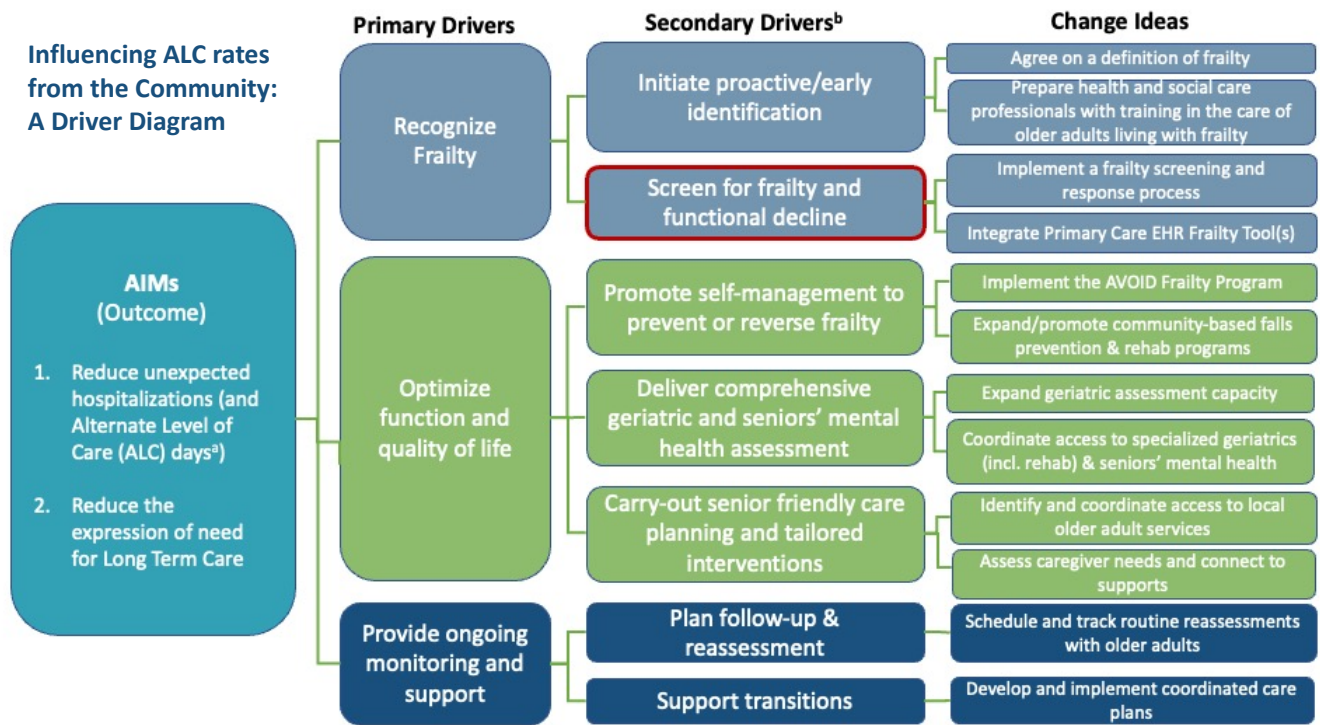 Influencing ALC rates
from the Community:
A Driver Diagram
Primary Drivers
Secondary Driversᵇ
Change Ideas
AIMs
(Outcome)
1. Reduce unexpected
hospitalizations (and
Alternate Level of
Care (ALC) daysᵃ)
2. Reduce the
expression of need
for Long Term Care
Recognize
Frailty
Initiate proactive/early
identification
Agree on a definition of frailty
Prepare health and social care
professionals with training in the care of
older adults living with frailty
Screen for frailty and
functional decline
Implement a frailty screening and
response process
Integrate Primary Care EHR Frailty Tool(s)
Optimize
function and
quality of life
Promote self-management to
prevent or reverse frailty
Implement the AVOID Frailty Program
Expand/promote community-based falls
prevention & rehab programs
Deliver comprehensive
geriatric and seniors’ mental
health assessment
Expand geriatric assessment capacity
Coordinate access to specialized geriatrics
(incl. rehab) & seniors’ mental health
Carry-out senior friendly care
planning and tailored
interventions
Identify and coordinate access to local
older adult services
Assess caregiver needs and connect to
supports
Provide ongoing
monitoring and
support
Plan follow-up &
reassessment
Schedule and track routine reassessments
with older adults
Support transitions
Develop and implement coordinated care
plans